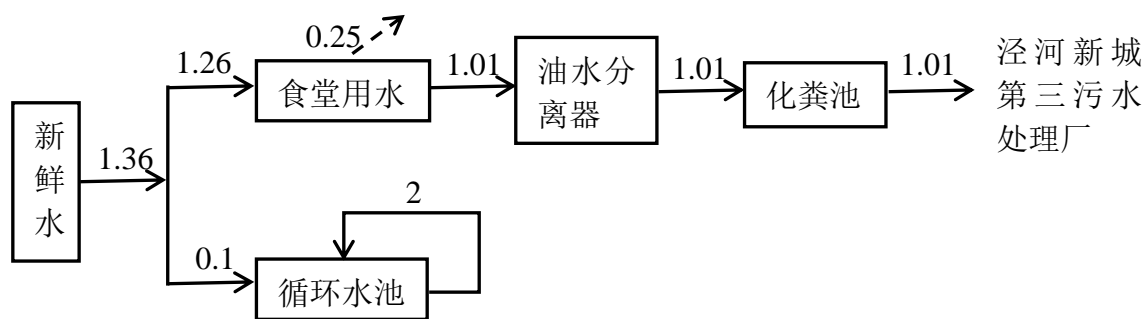 0.25
1.26
食堂用水
1.01
油水分
离器
1.01
化粪池
1.01
泾河新城
第三污水
处理厂
新
鲜
水
1.36
2
0.1
循环水池